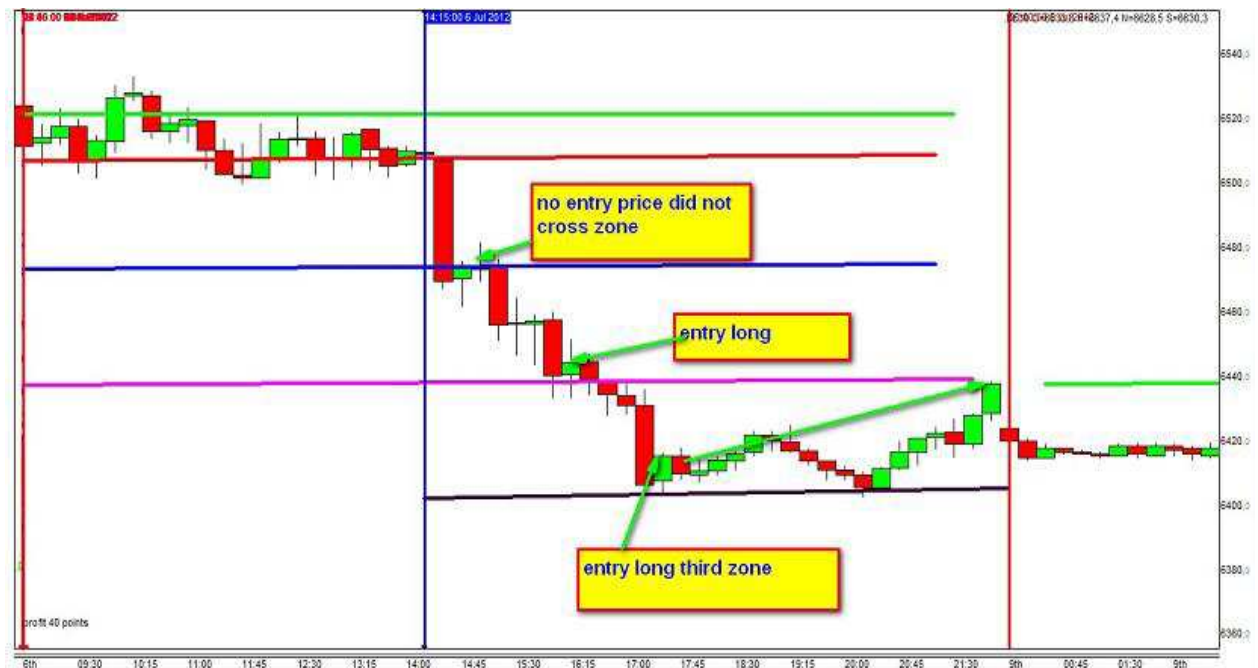 14:15:00 6 Jul 2012
6540,0
6520,0
no entry price did not
cross zone
6500,0
6480,0
entry long
6460,0
6440,0
6420,0
6400,0
entry long third zone
6380,0
profit 40 points
6360,0
6th 09:30 10:15 11:00 11:45 12:30 13:15 14:00 14:45 15:30 16:15 17:00 17:45 18:30 19:15 20:00 20:45 21:30 9th 00:45 01:30 9th